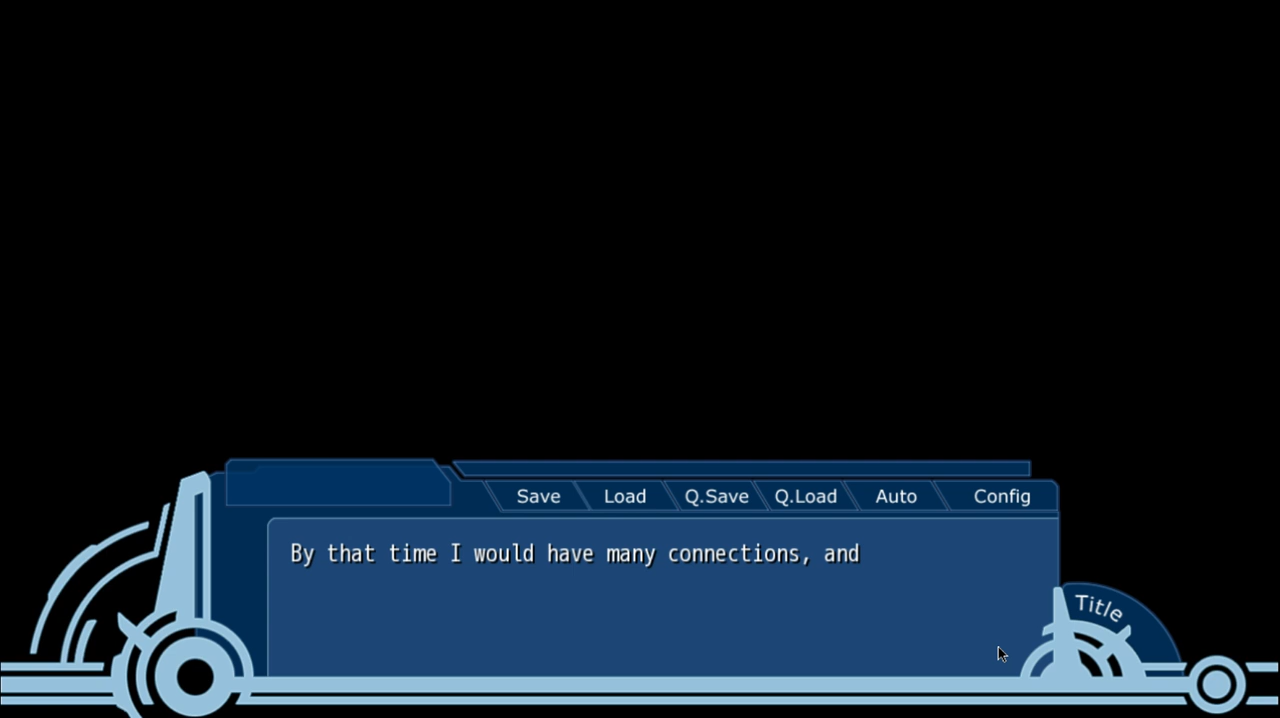 Save Load Q.Save Q.Load Auto Config
By that time I would have many connections, and
Title